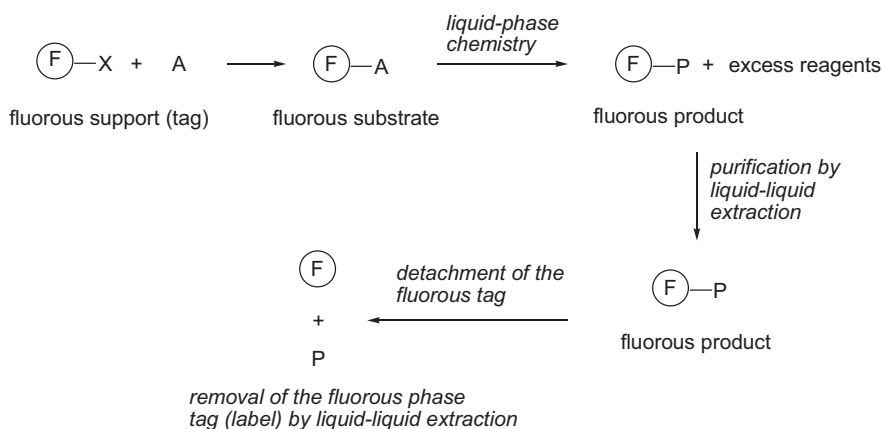 liquid-phase
chemistry
F—X + A
F—A
F—P + excess reagents
fluorous support (tag)
fluorous substrate
fluorous product
purification by
liquid-liquid
extraction
F
+
P
detachment of the
fluorous tag
F—P
fluorous product
removal of the fluorous phase
tag (label) by liquid-liquid extraction